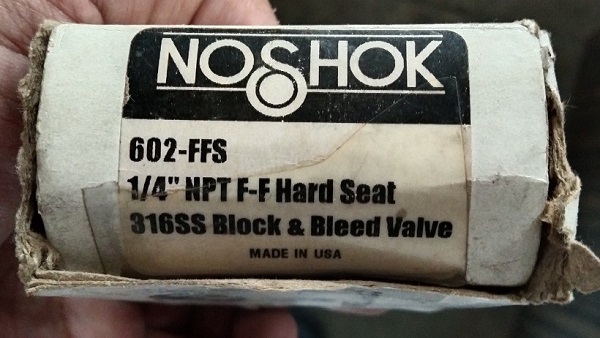 NOSHOK
602-FFS
1/4" NPT F-F Hard Seat
316SS Block & Bleed Valve
MADE IN USA